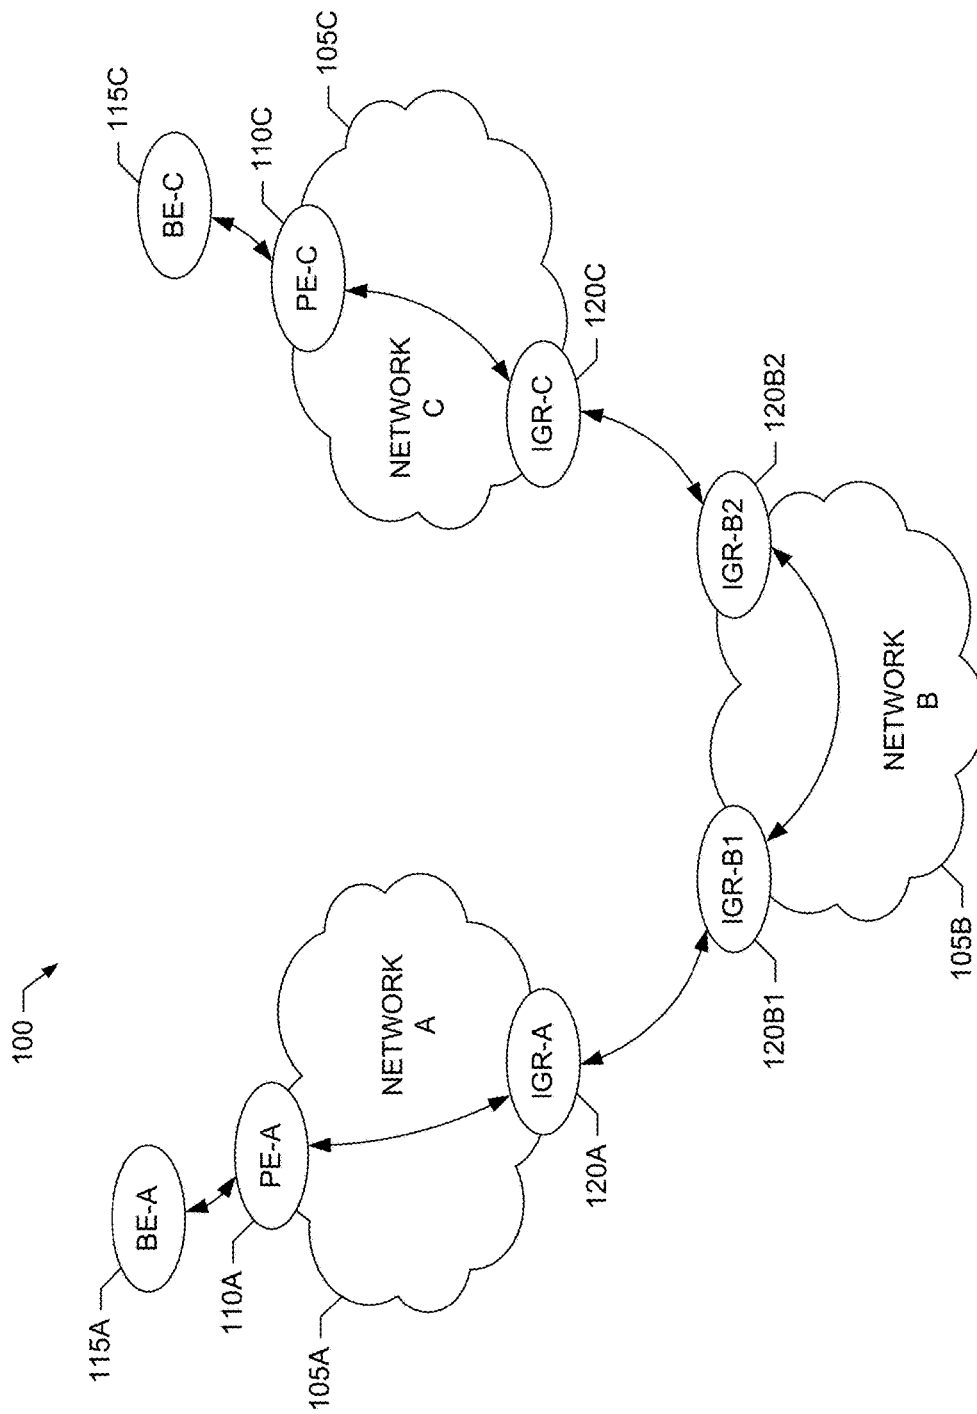 100
115A
BE-A
110A
PE-A
105A
NETWORK
A
IGR-A
120A
115C
BE-C
110C
PE-C
105C
NETWORK
C
IGR-C
120C
IGR-B1
120B1
IGR-B2
120B2
NETWORK
B
105B